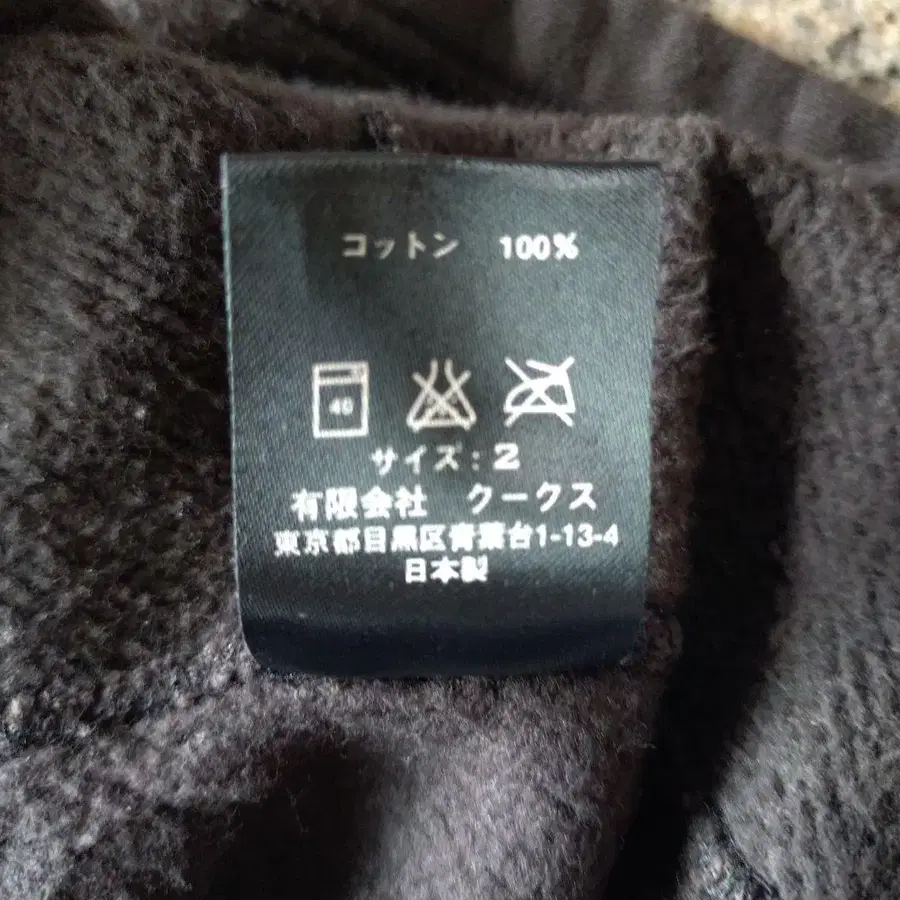 コットン 100%
40
サイズ：2
有限会社 クークス
東京都目黒区青葉台1-13-4
日本製